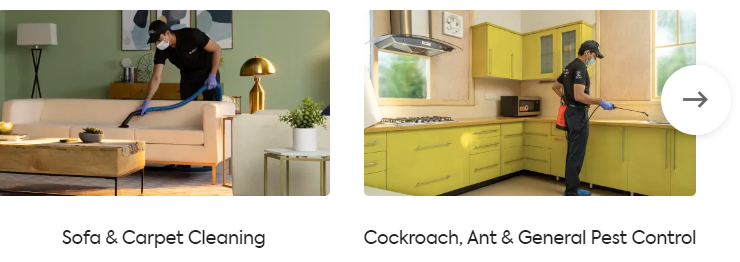 Sofa & Carpet Cleaning
Cockroach, Ant & General Pest Control